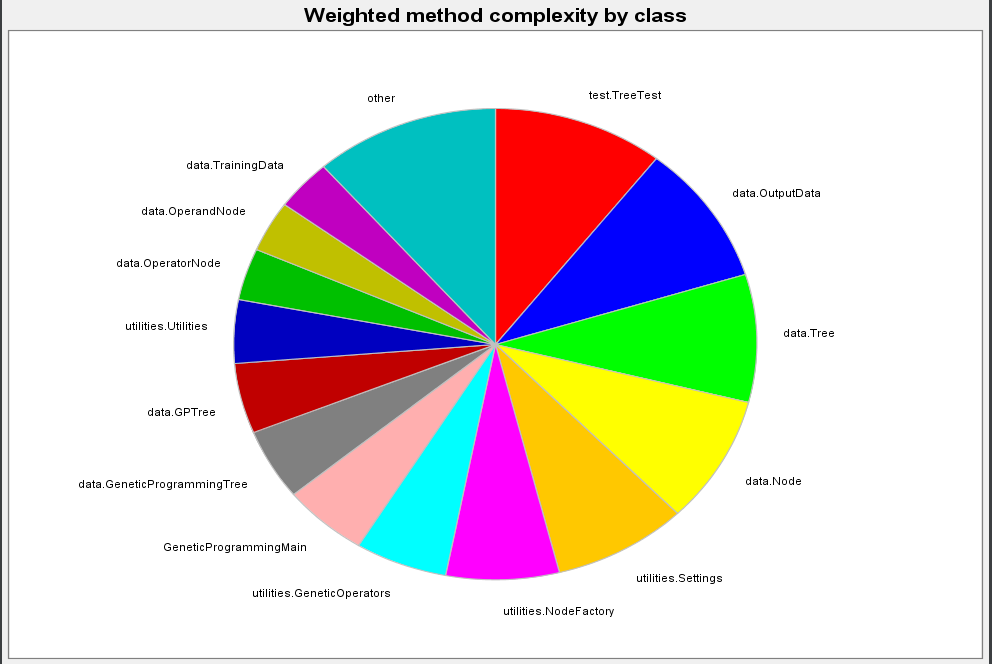 Weighted method complexity by class
test.TreeTest
data.OutputData
data.Tree
data.Node
utilities.Settings
utilities.NodeFactory
utilities.GeneticOperators
GeneticProgrammingMain
data.GeneticProgrammingTree
data.GPTree
utilities.Utilities
data.OperatorNode
data.OperandNode
data.TrainingData
other